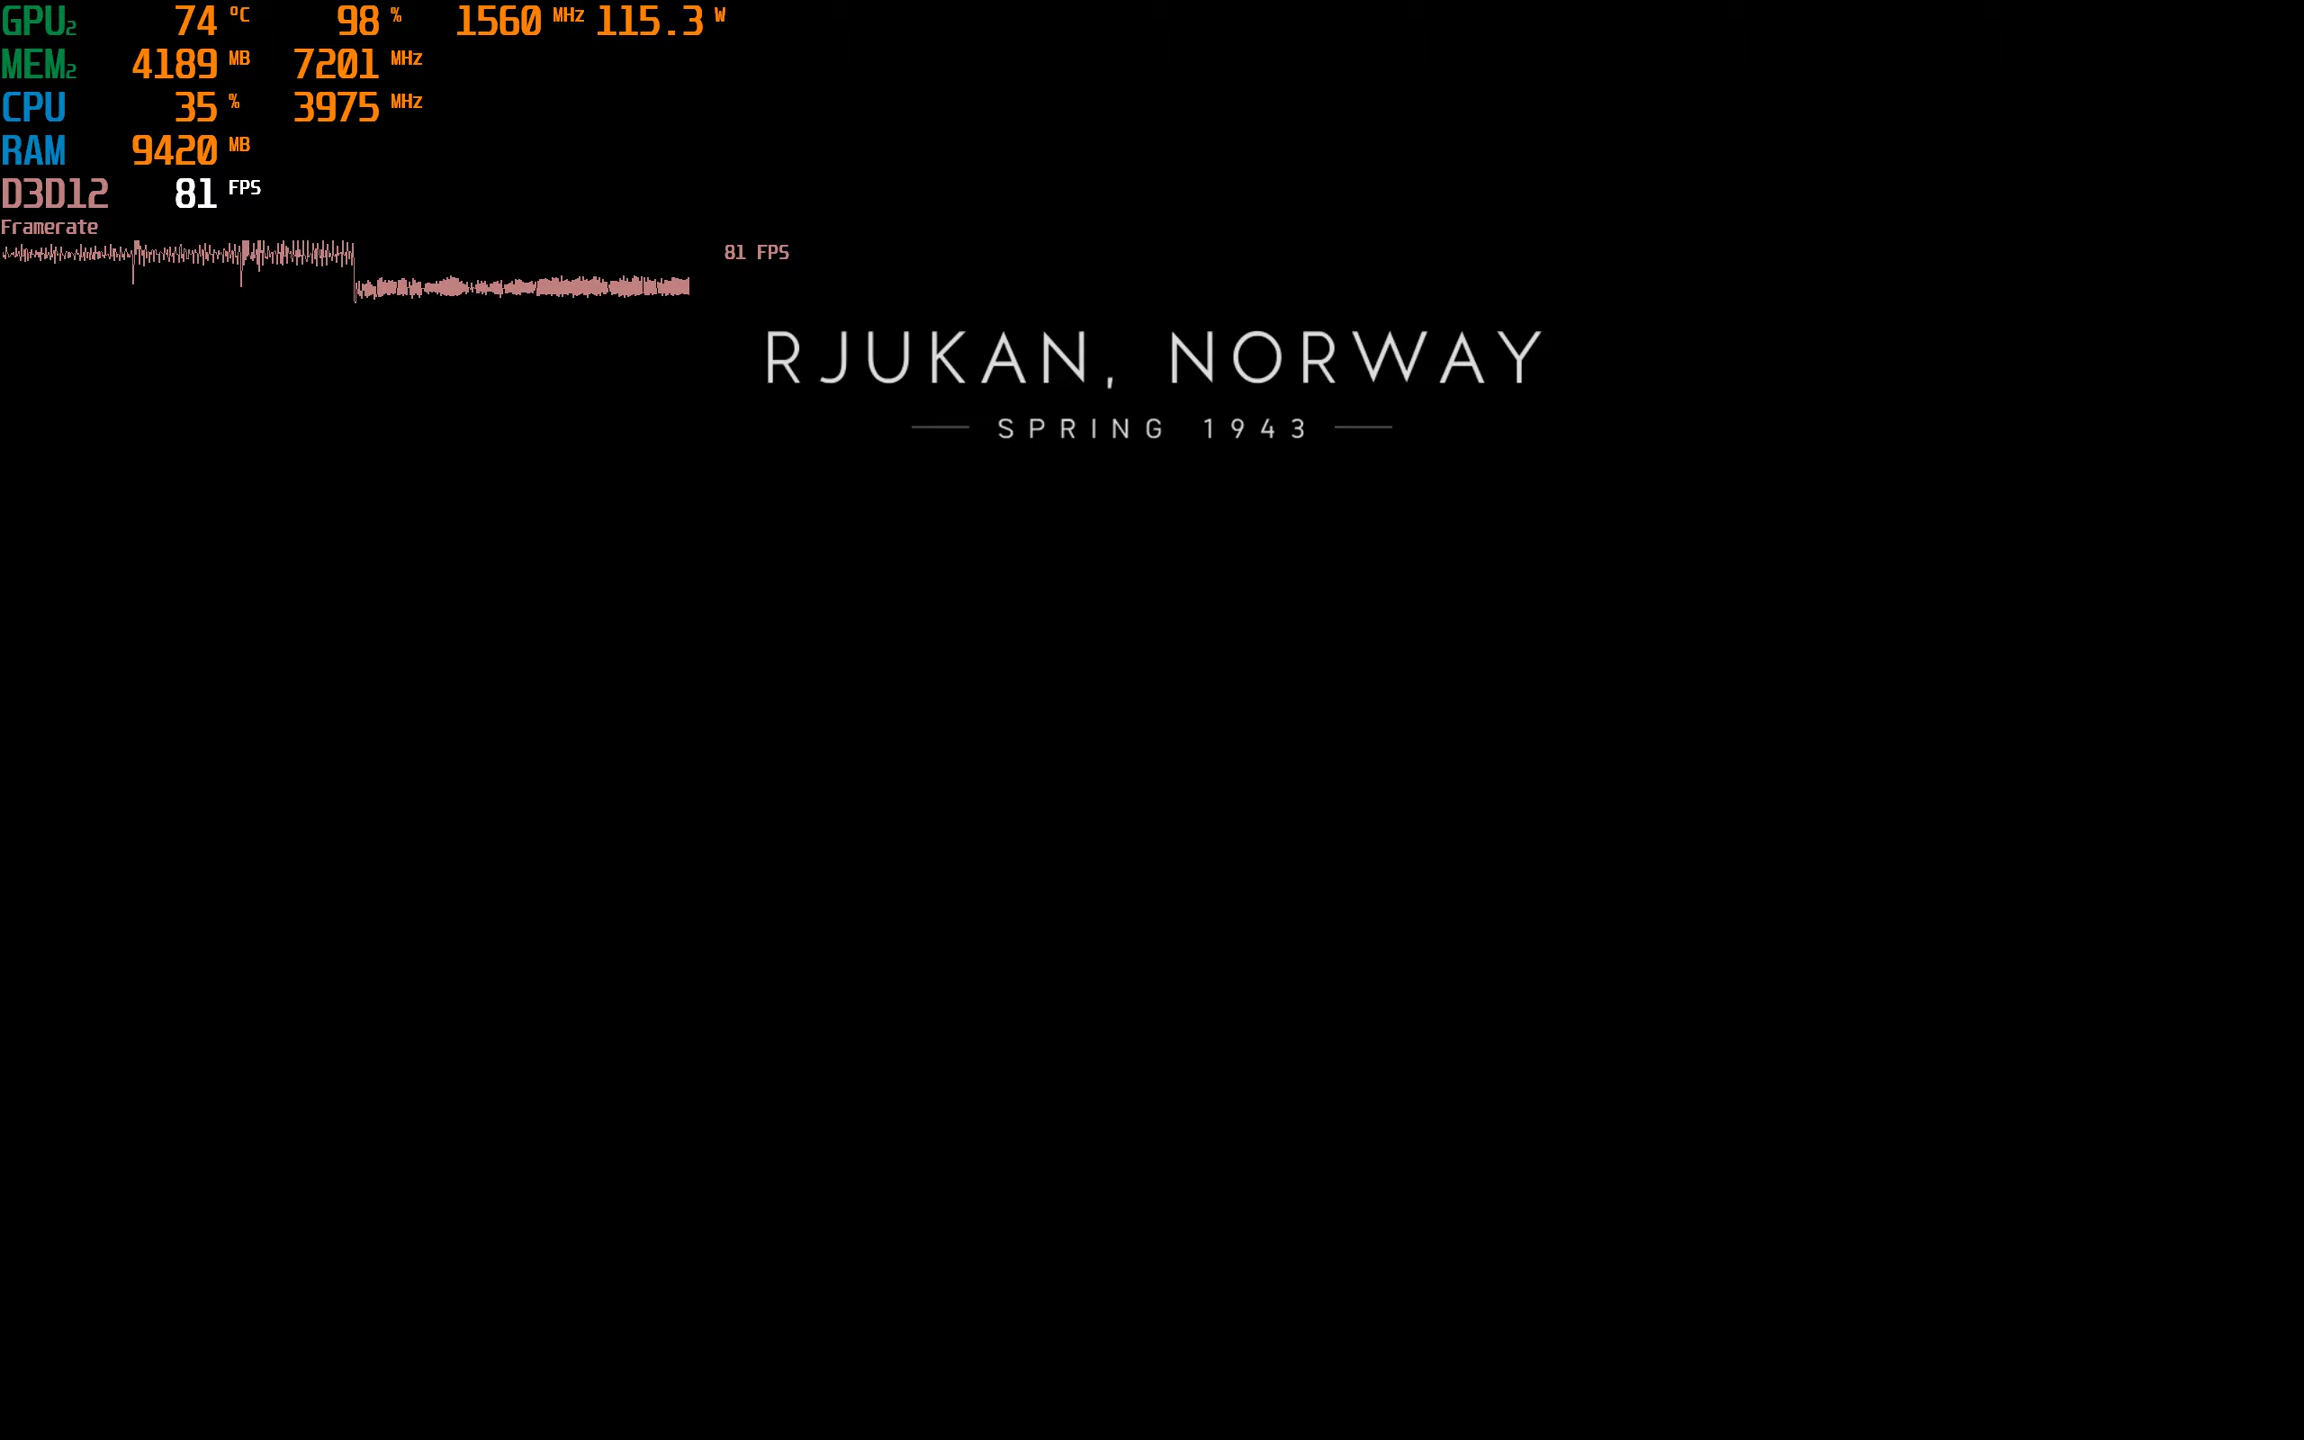 GPU2 74 °C 98 % 1560 MHz 115.3 W
MEM2 4189 MB 7201 MHz
CPU 35 % 3975 MHz
RAM 9420 MB
D3D12 81 FPS
Framerate
81 FPS
RJUKAN, NORWAY
SPRING 1943